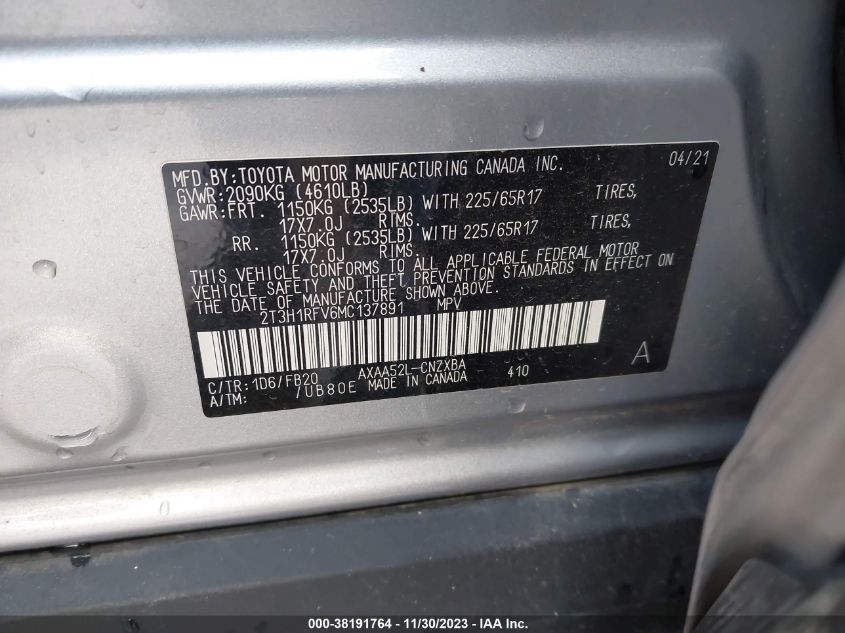 MFD.BY:TOYOTA MOTOR MANUFACTURING CANADA INC. 04/21
GVWR:2090KG (4610LB)
GAWR:FRT. 1150KG (2535LB) WITH 225/65R17 TIRES,
17X7.0J RIMS.
RR. 1150KG (2535LB) WITH 225/65R17 TIRES,
17X7.0J RIMS.
THIS VEHICLE CONFORMS TO ALL APPLICABLE FEDERAL MOTOR
VEHICLE SAFETY AND THEFT PREVENTION STANDARDS IN EFFECT ON
THE DATE OF MANUFACTURE SHOWN ABOVE.
2T3H1RFV6MC137891 MPV
A
C/TR:1D6/FB20 AXAA52L-CNZXBA 410
A/TM: /UB80E MADE IN CANADA
000-38191764 - 11/30/2023 - IAA Inc.